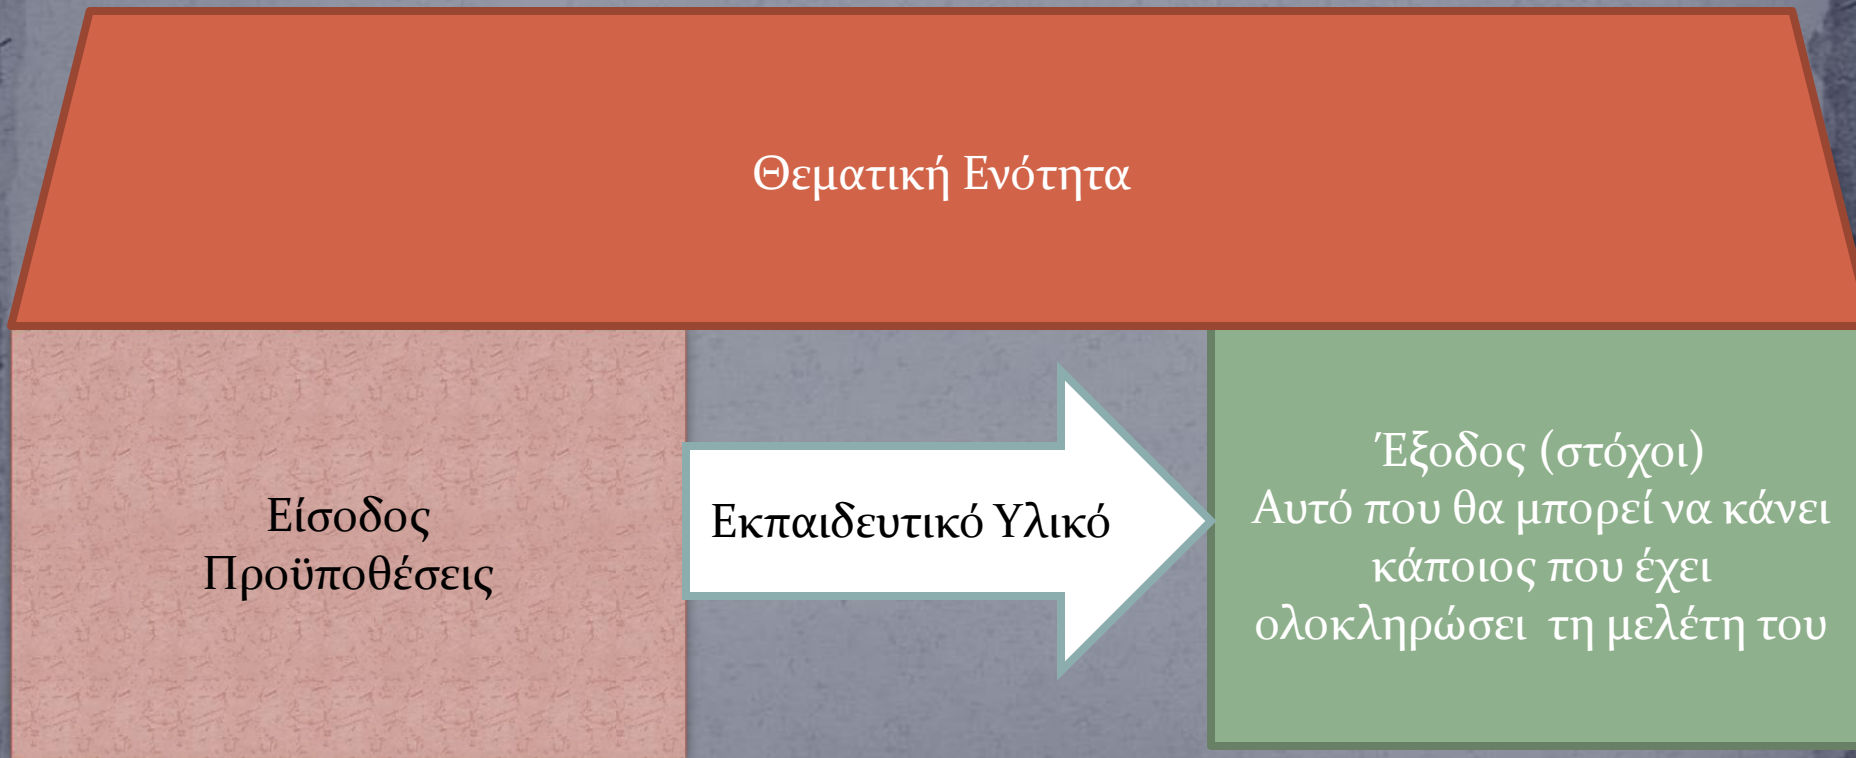 Θεματική Ενότητα
Είσοδος
Προϋποθέσεις
Εκπαιδευτικό Υλικό
Έξοδος (στόχοι)
Αυτό που θα μπορεί να κάνει
κάποιος που έχει
ολοκληρώσει τη μελέτη του